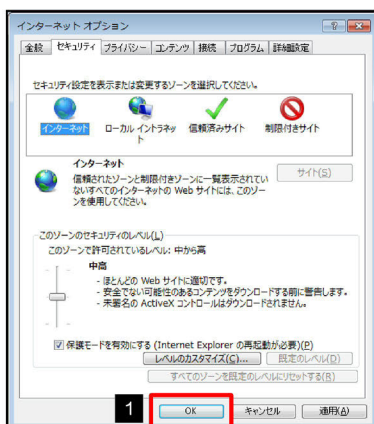 インターネット オプション
全般 セキュリティ プライバシー コンテンツ 接続 プログラム 詳細設定
セキュリティ設定を表示または変更するゾーンを選択してください。
インターネット ローカル イントラネット 信頼済みサイト 制限付きサイト
インターネット
信頼されたゾーンと制限付きゾーンに一覧表示されてい
ないすべてのインターネットの Web サイトには、このゾー
ンを使用してください。
サイト(S)
このゾーンのセキュリティのレベル(L)
このゾーンで許可されているレベル: 中から高
中高
- ほとんどの Web サイトに適切です。
- 安全でない可能性のあるコンテンツをダウンロードする前に警告します。
- 未署名の ActiveX コントロールはダウンロードされません。
保護モードを有効にする (Internet Explorer の再起動が必要)(P)
レベルのカスタマイズ(C)... 既定のレベル(D)
すべてのゾーンを既定のレベルにリセットする(R)
1 OK キャンセル 適用(A)